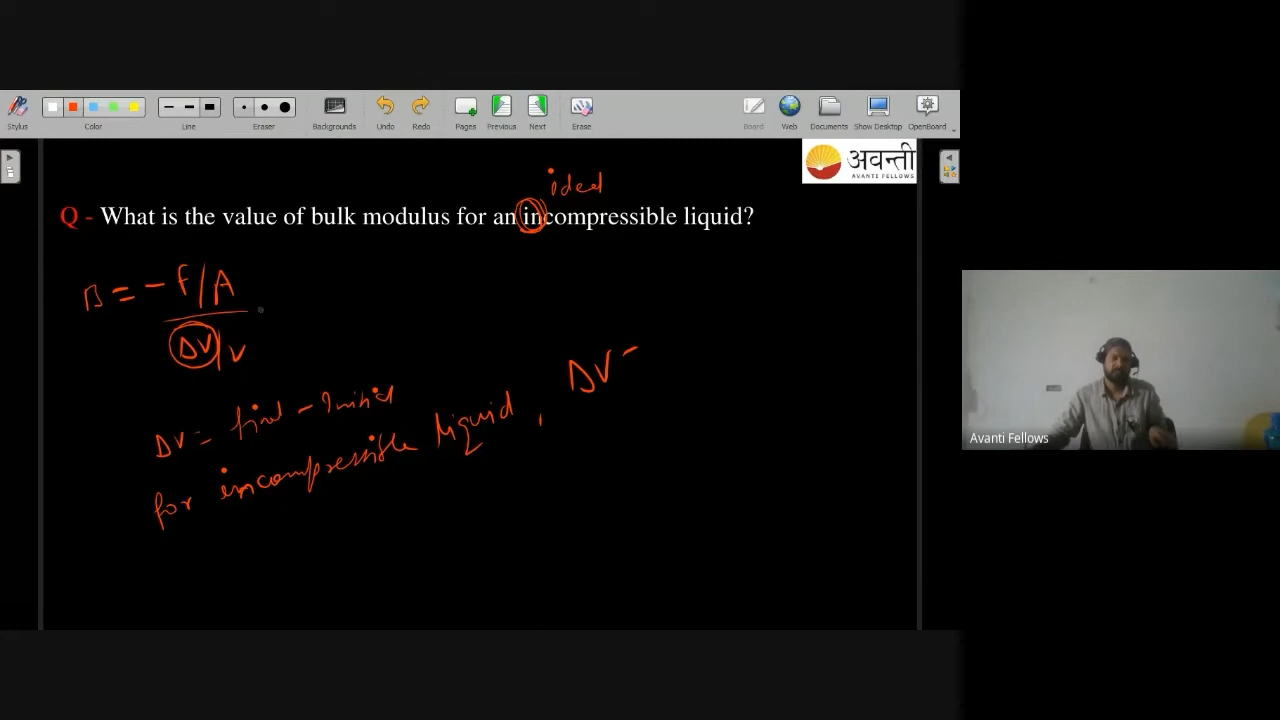 Stylus Color Line Eraser Backgrounds Undo Redo Pages Previous Next Erase Board Web Documents Show Desktop OpenBoard
अवन्ती
AVANTI FELLOWS
ideal
Q - What is the value of bulk modulus for an incompressible liquid?
B = - F/A
ΔV/V
ΔV = final - Initial
for incompressible liquid, ΔV -
Avanti Fellows